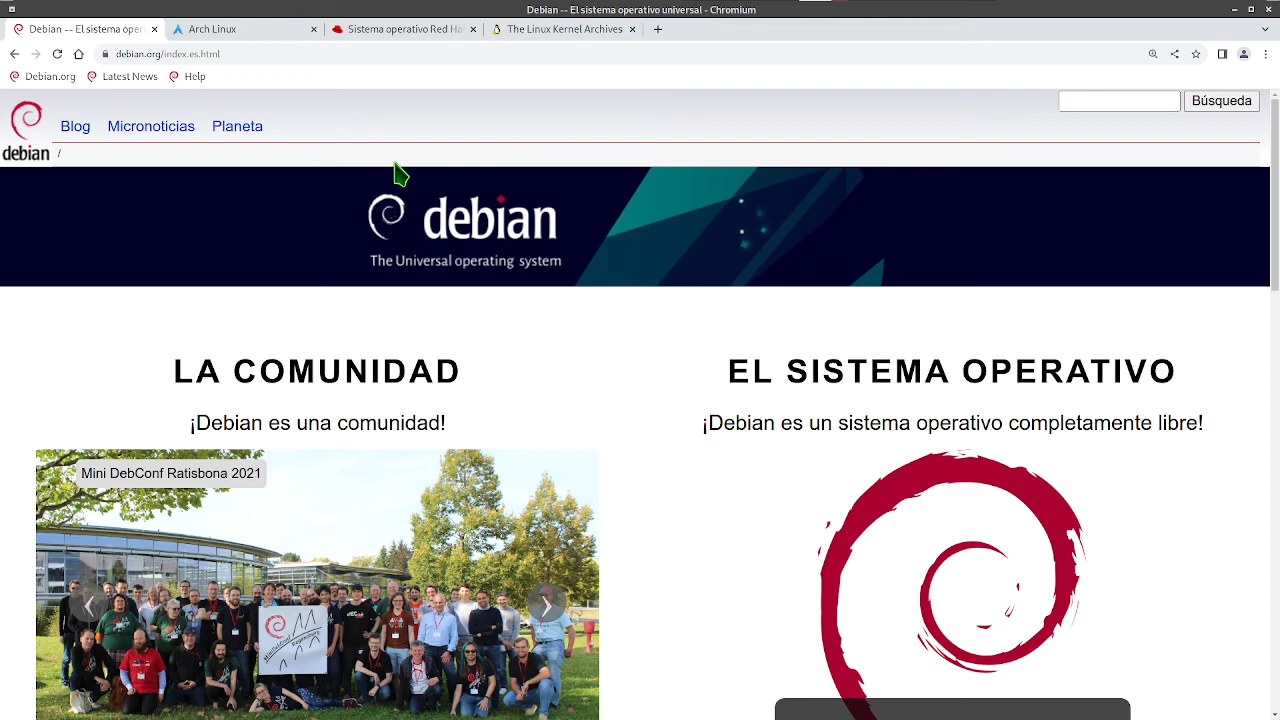 Debian -- El sistema operativo universal - Chromium
Debian -- El sistema oper
Arch Linux
Sistema operativo Red Ha
The Linux Kernel Archives
debian.org/index.es.html
Debian.org
Latest News
Help
Búsqueda
debian
Blog
Micronoticias
Planeta
/
debian
The Universal operating system
LA COMUNIDAD
¡Debian es una comunidad!
Mini DebConf Ratisbona 2021
EL SISTEMA OPERATIVO
¡Debian es un sistema operativo completamente libre!